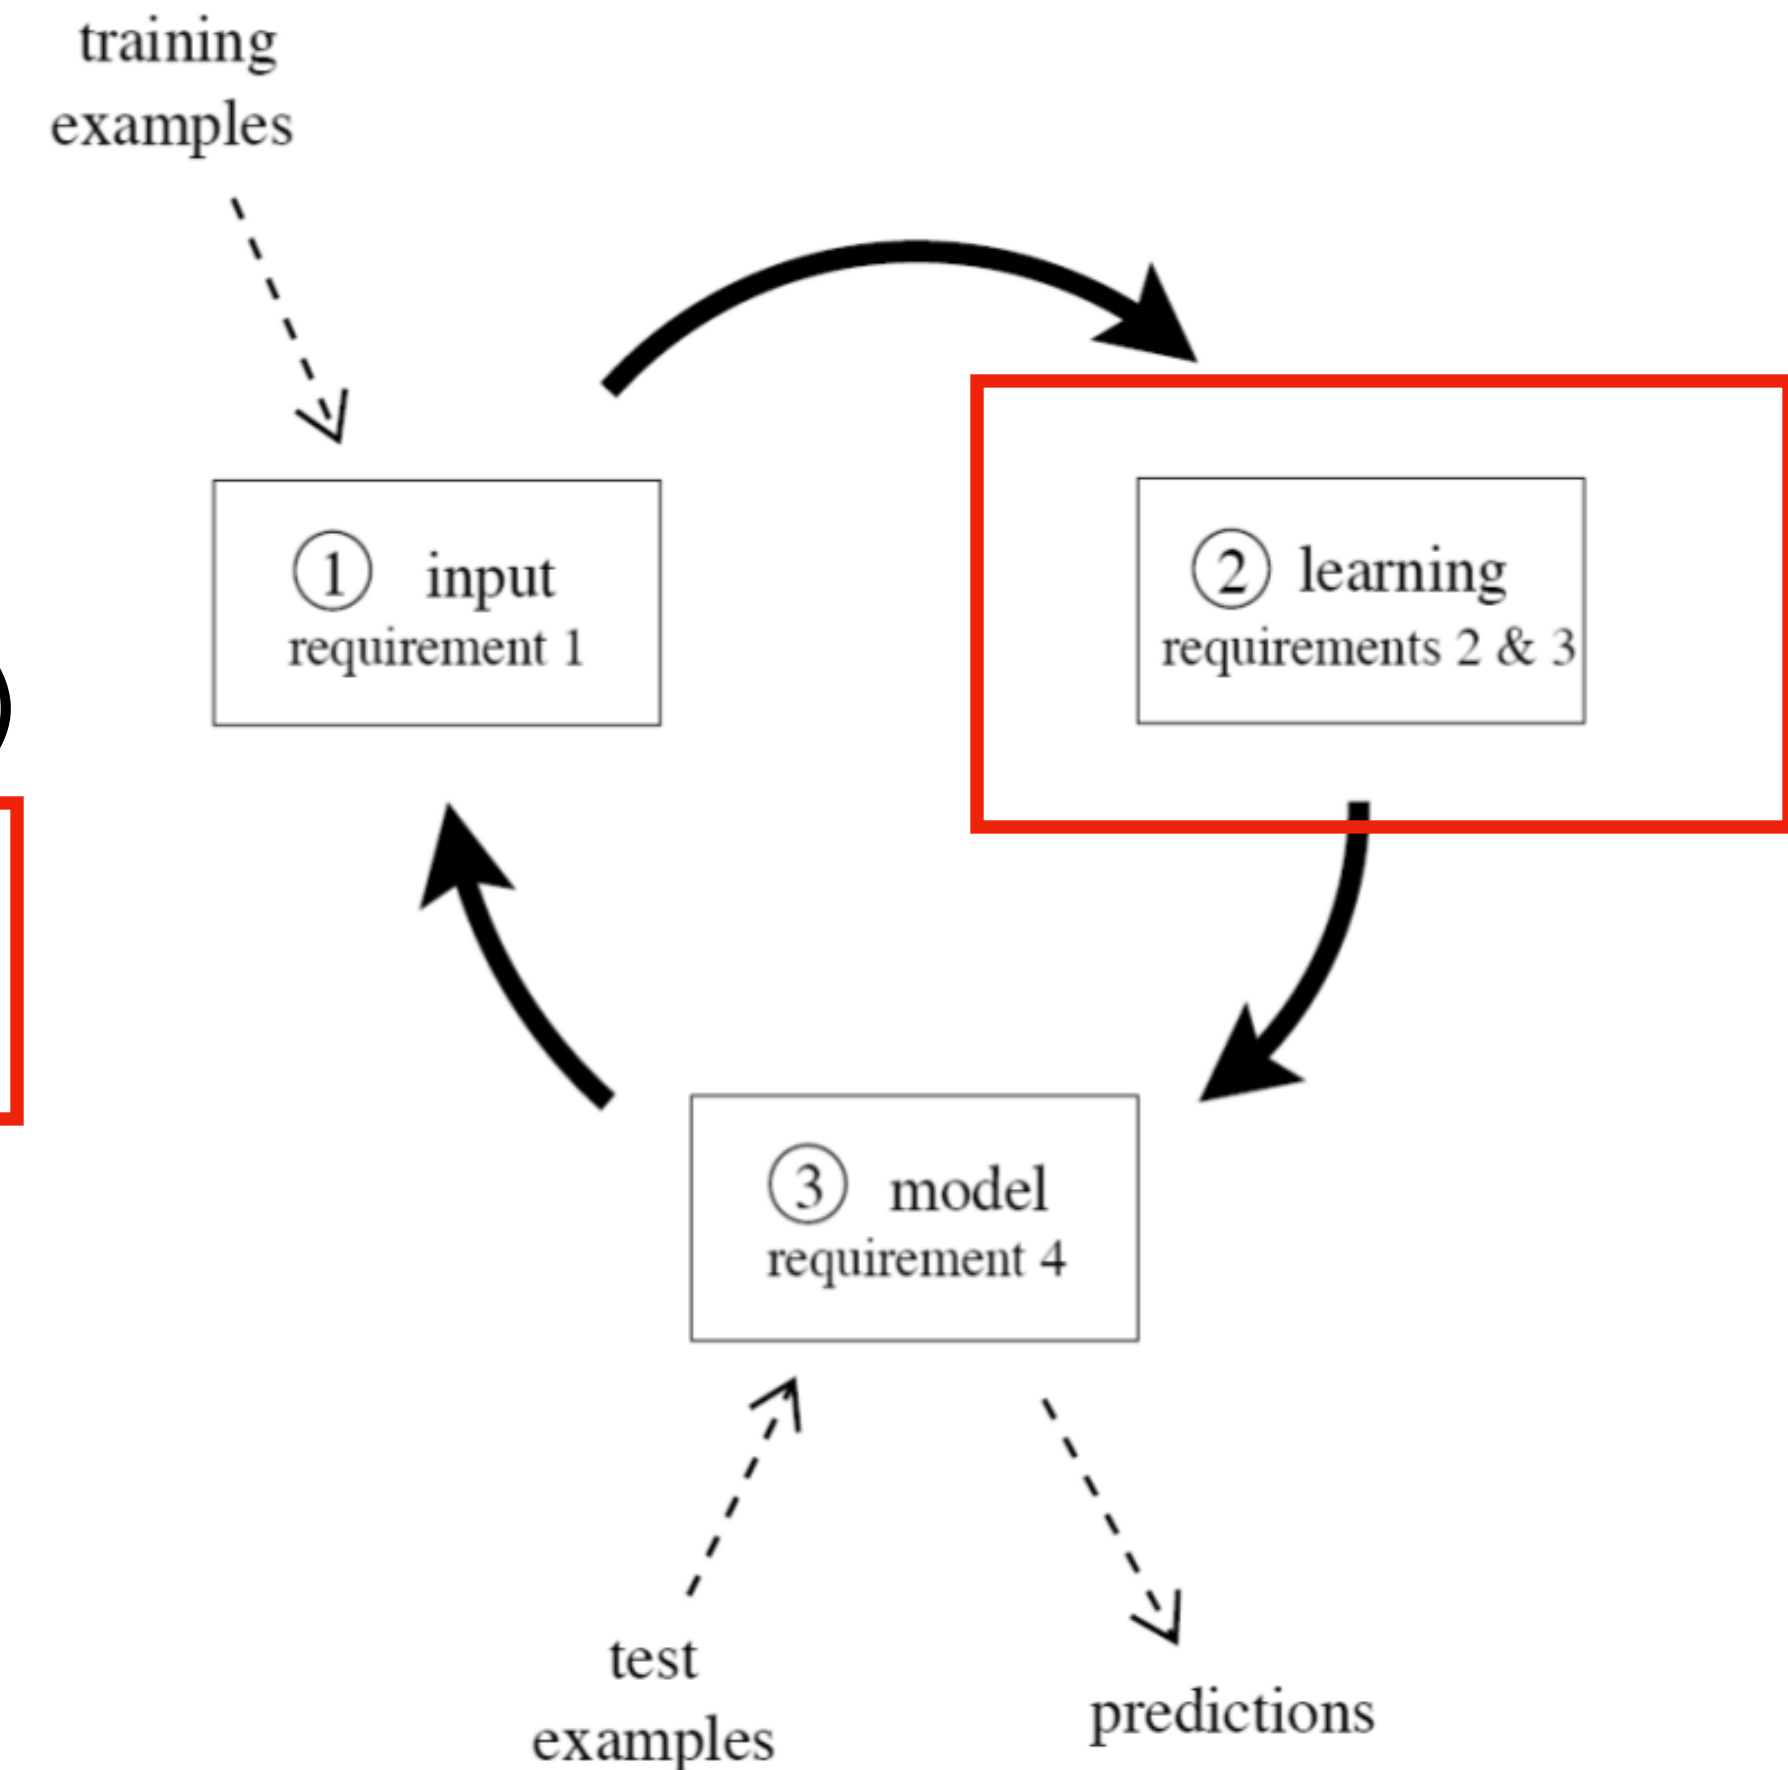 training
examples
1 input
requirement 1
2 learning
requirements 2 & 3
3 model
requirement 4
test
examples
predictions